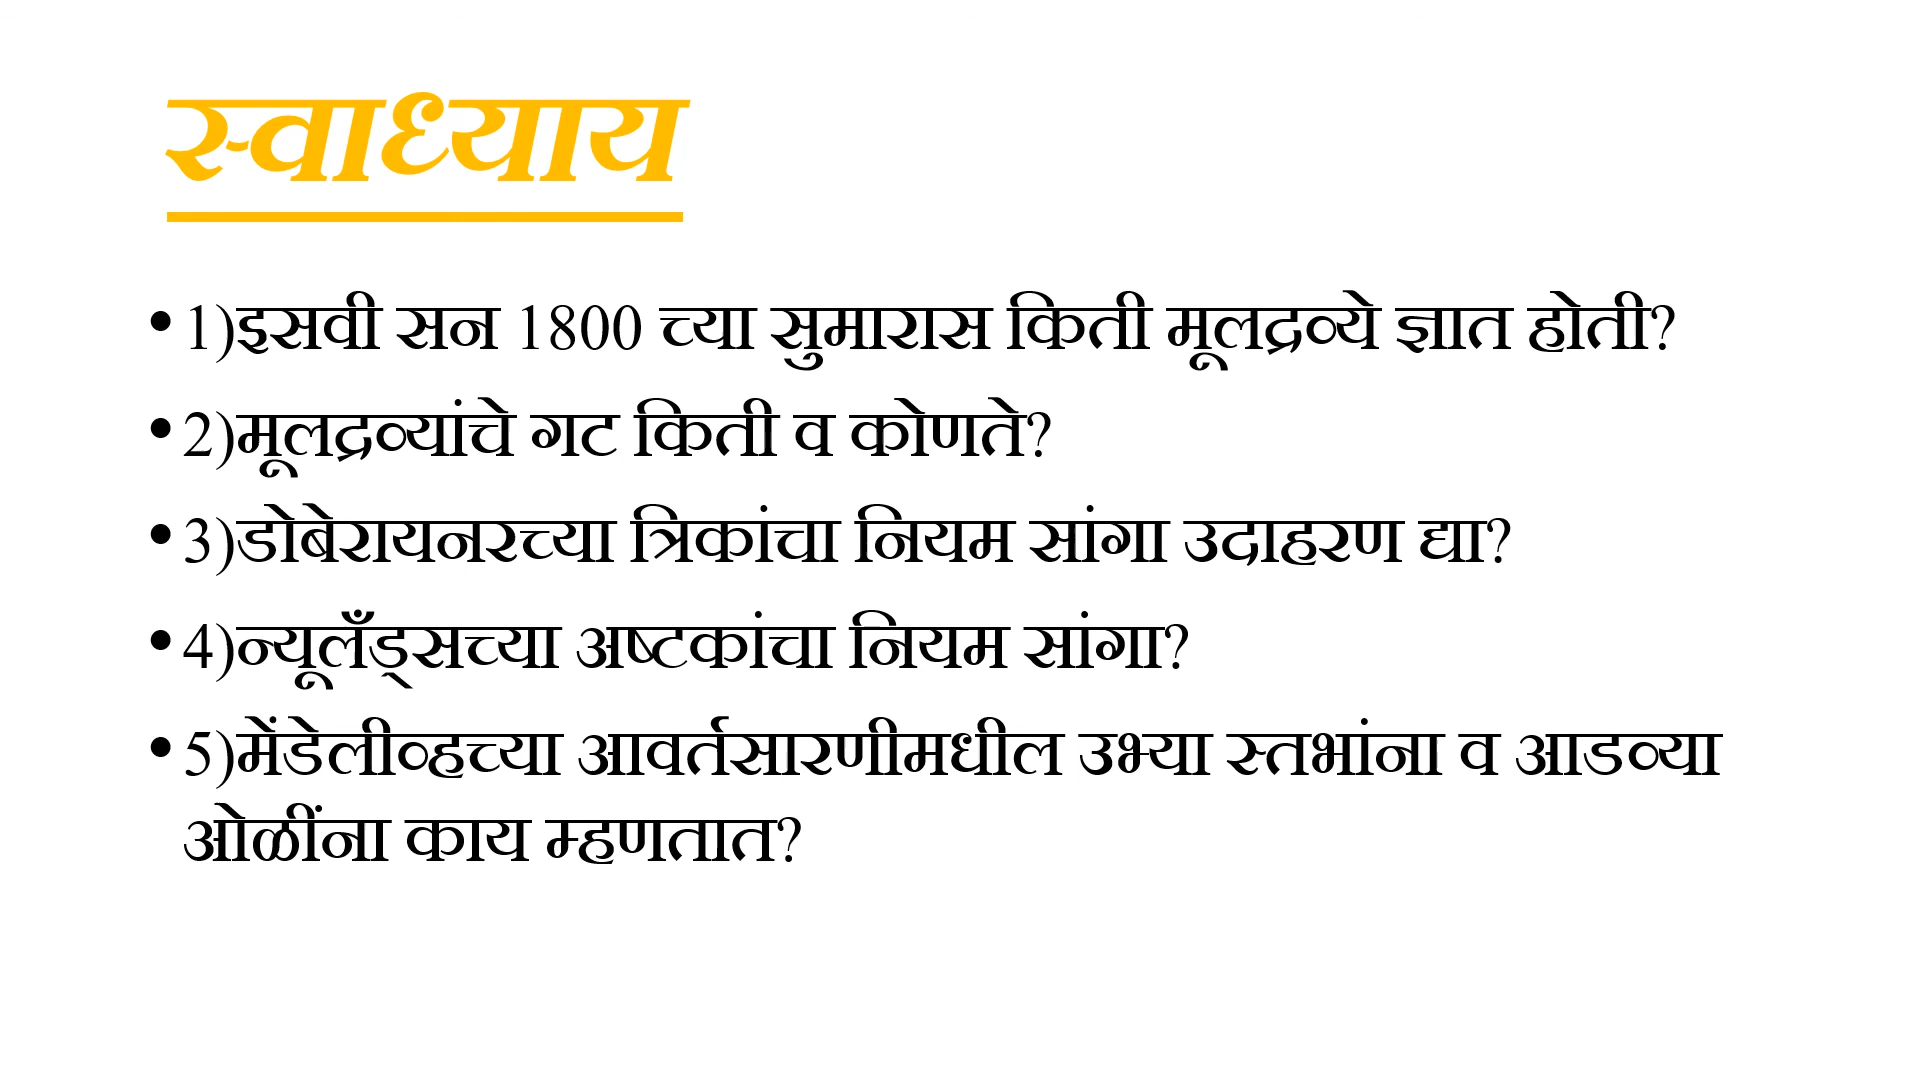 स्वाध्याय
• 1)इसवी सन 1800 च्या सुमारास किती मूलद्रव्ये ज्ञात होती?
• 2)मूलद्रव्यांचे गट किती व कोणते?
• 3)डोबेरायनरच्या त्रिकांचा नियम सांगा उदाहरण द्या?
• 4)न्यूलँड्सच्या अष्टकांचा नियम सांगा?
• 5)मेंडेलीव्हच्या आवर्तसारणीमधील उभ्या स्तभांना व आडव्या
ओळींना काय म्हणतात?